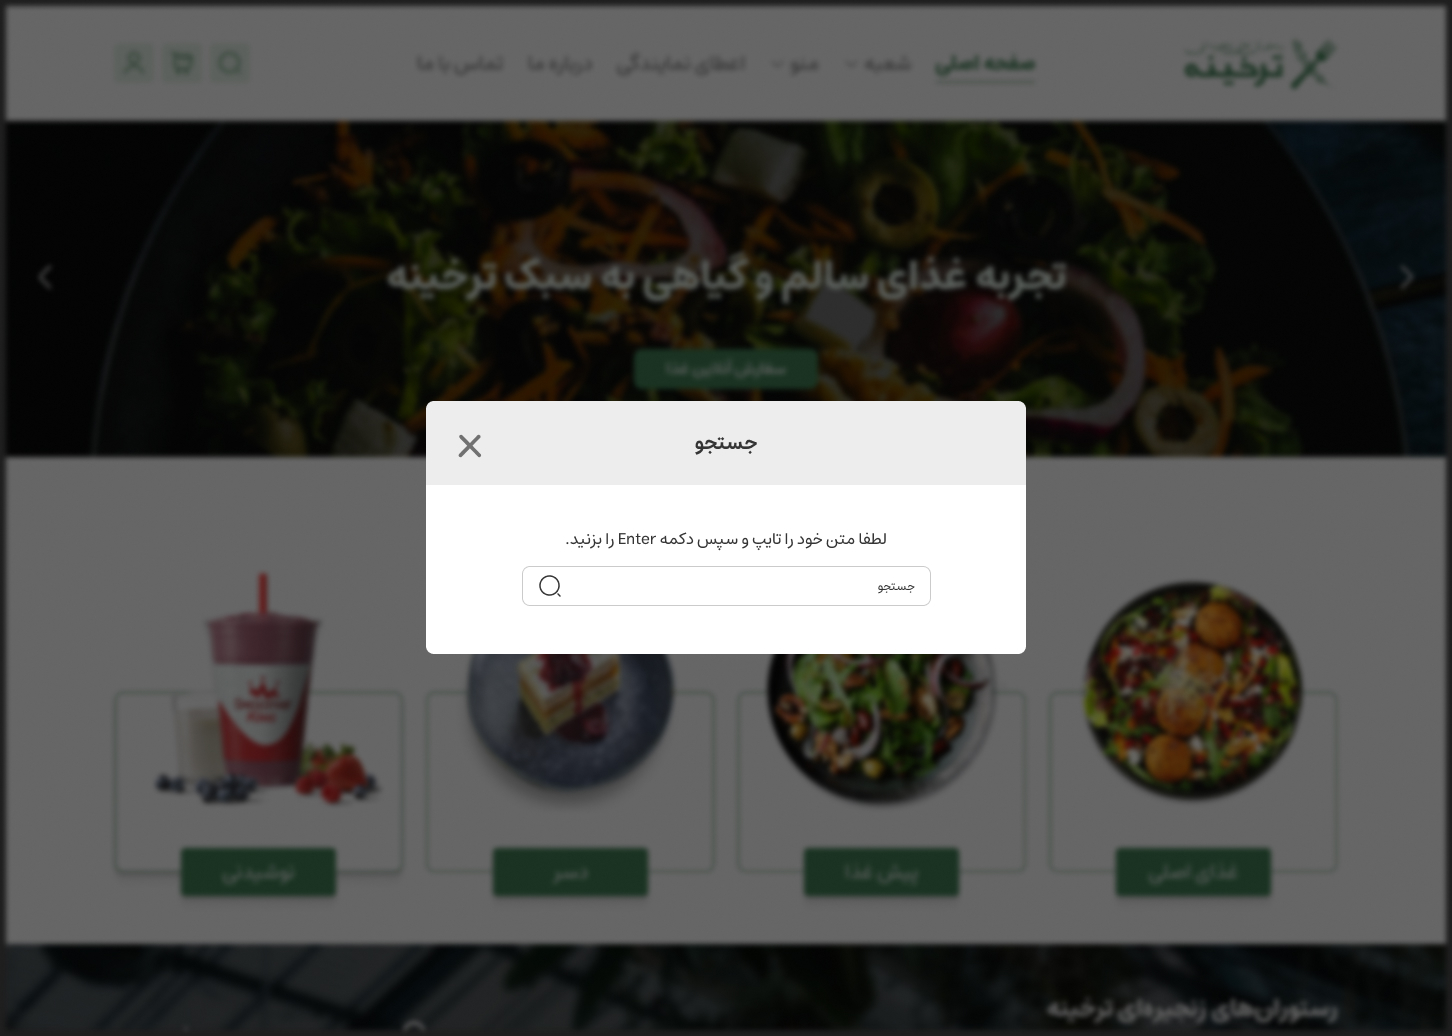 ترخینه
صفحه اصلی
شعبه
منو
اعطای نمایندگی
درباره ما
تماس با ما
تجربه غذای سالم و گیاهی به سبک ترخینه
سفارش آنلاین غذا
جستجو
لطفا متن خود را تایپ و سپس دکمه Enter را بزنید.
جستجو
Smoothie King
غذای اصلی
پیش غذا
دسر
نوشیدنی
رستوران‌های زنجیره‌ای ترخینه